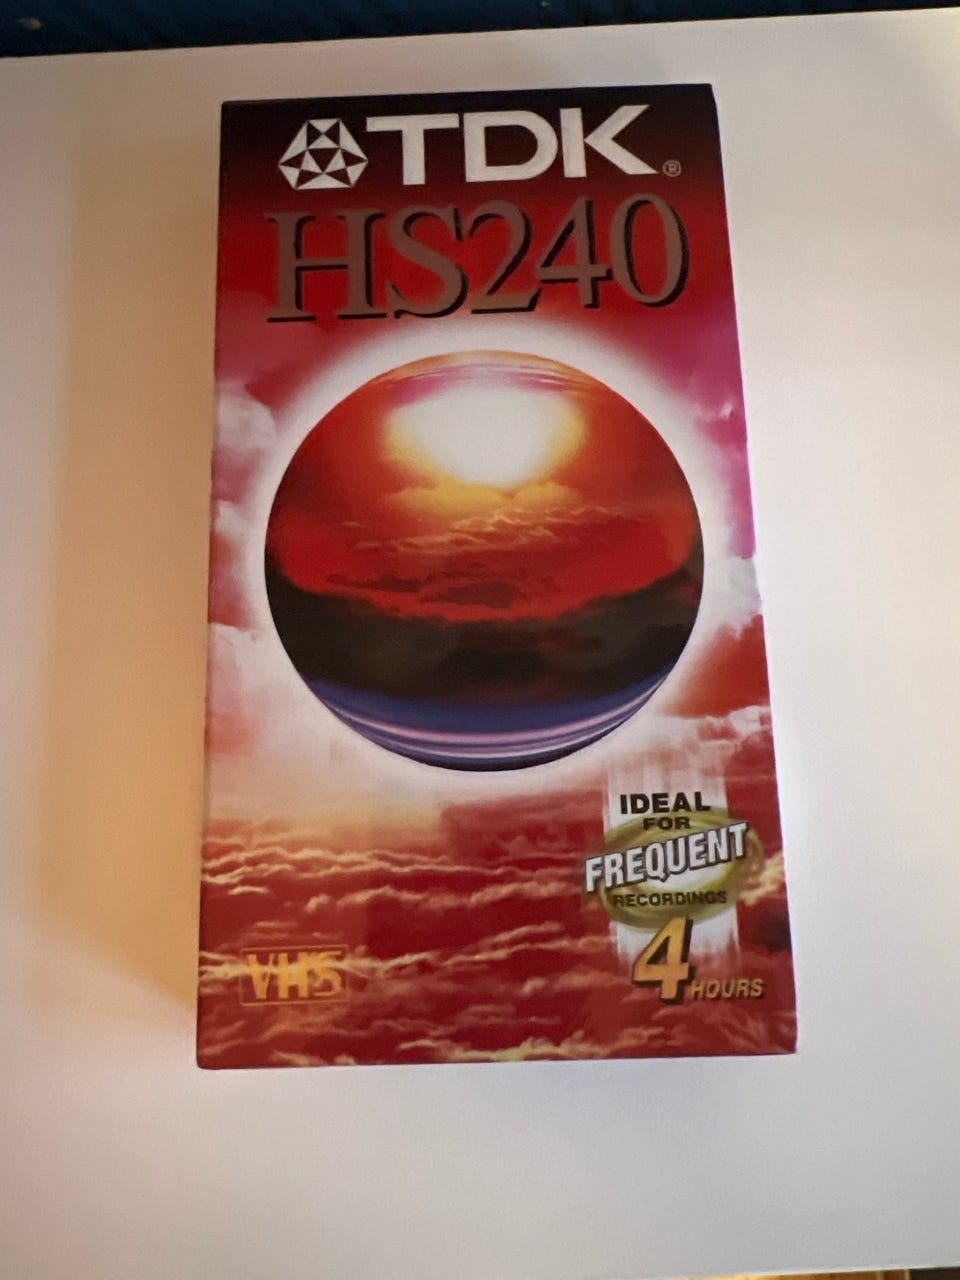 TDK®
HS240
IDEAL
FOR
FREQUENT
RECORDINGS
4 HOURS
VHS